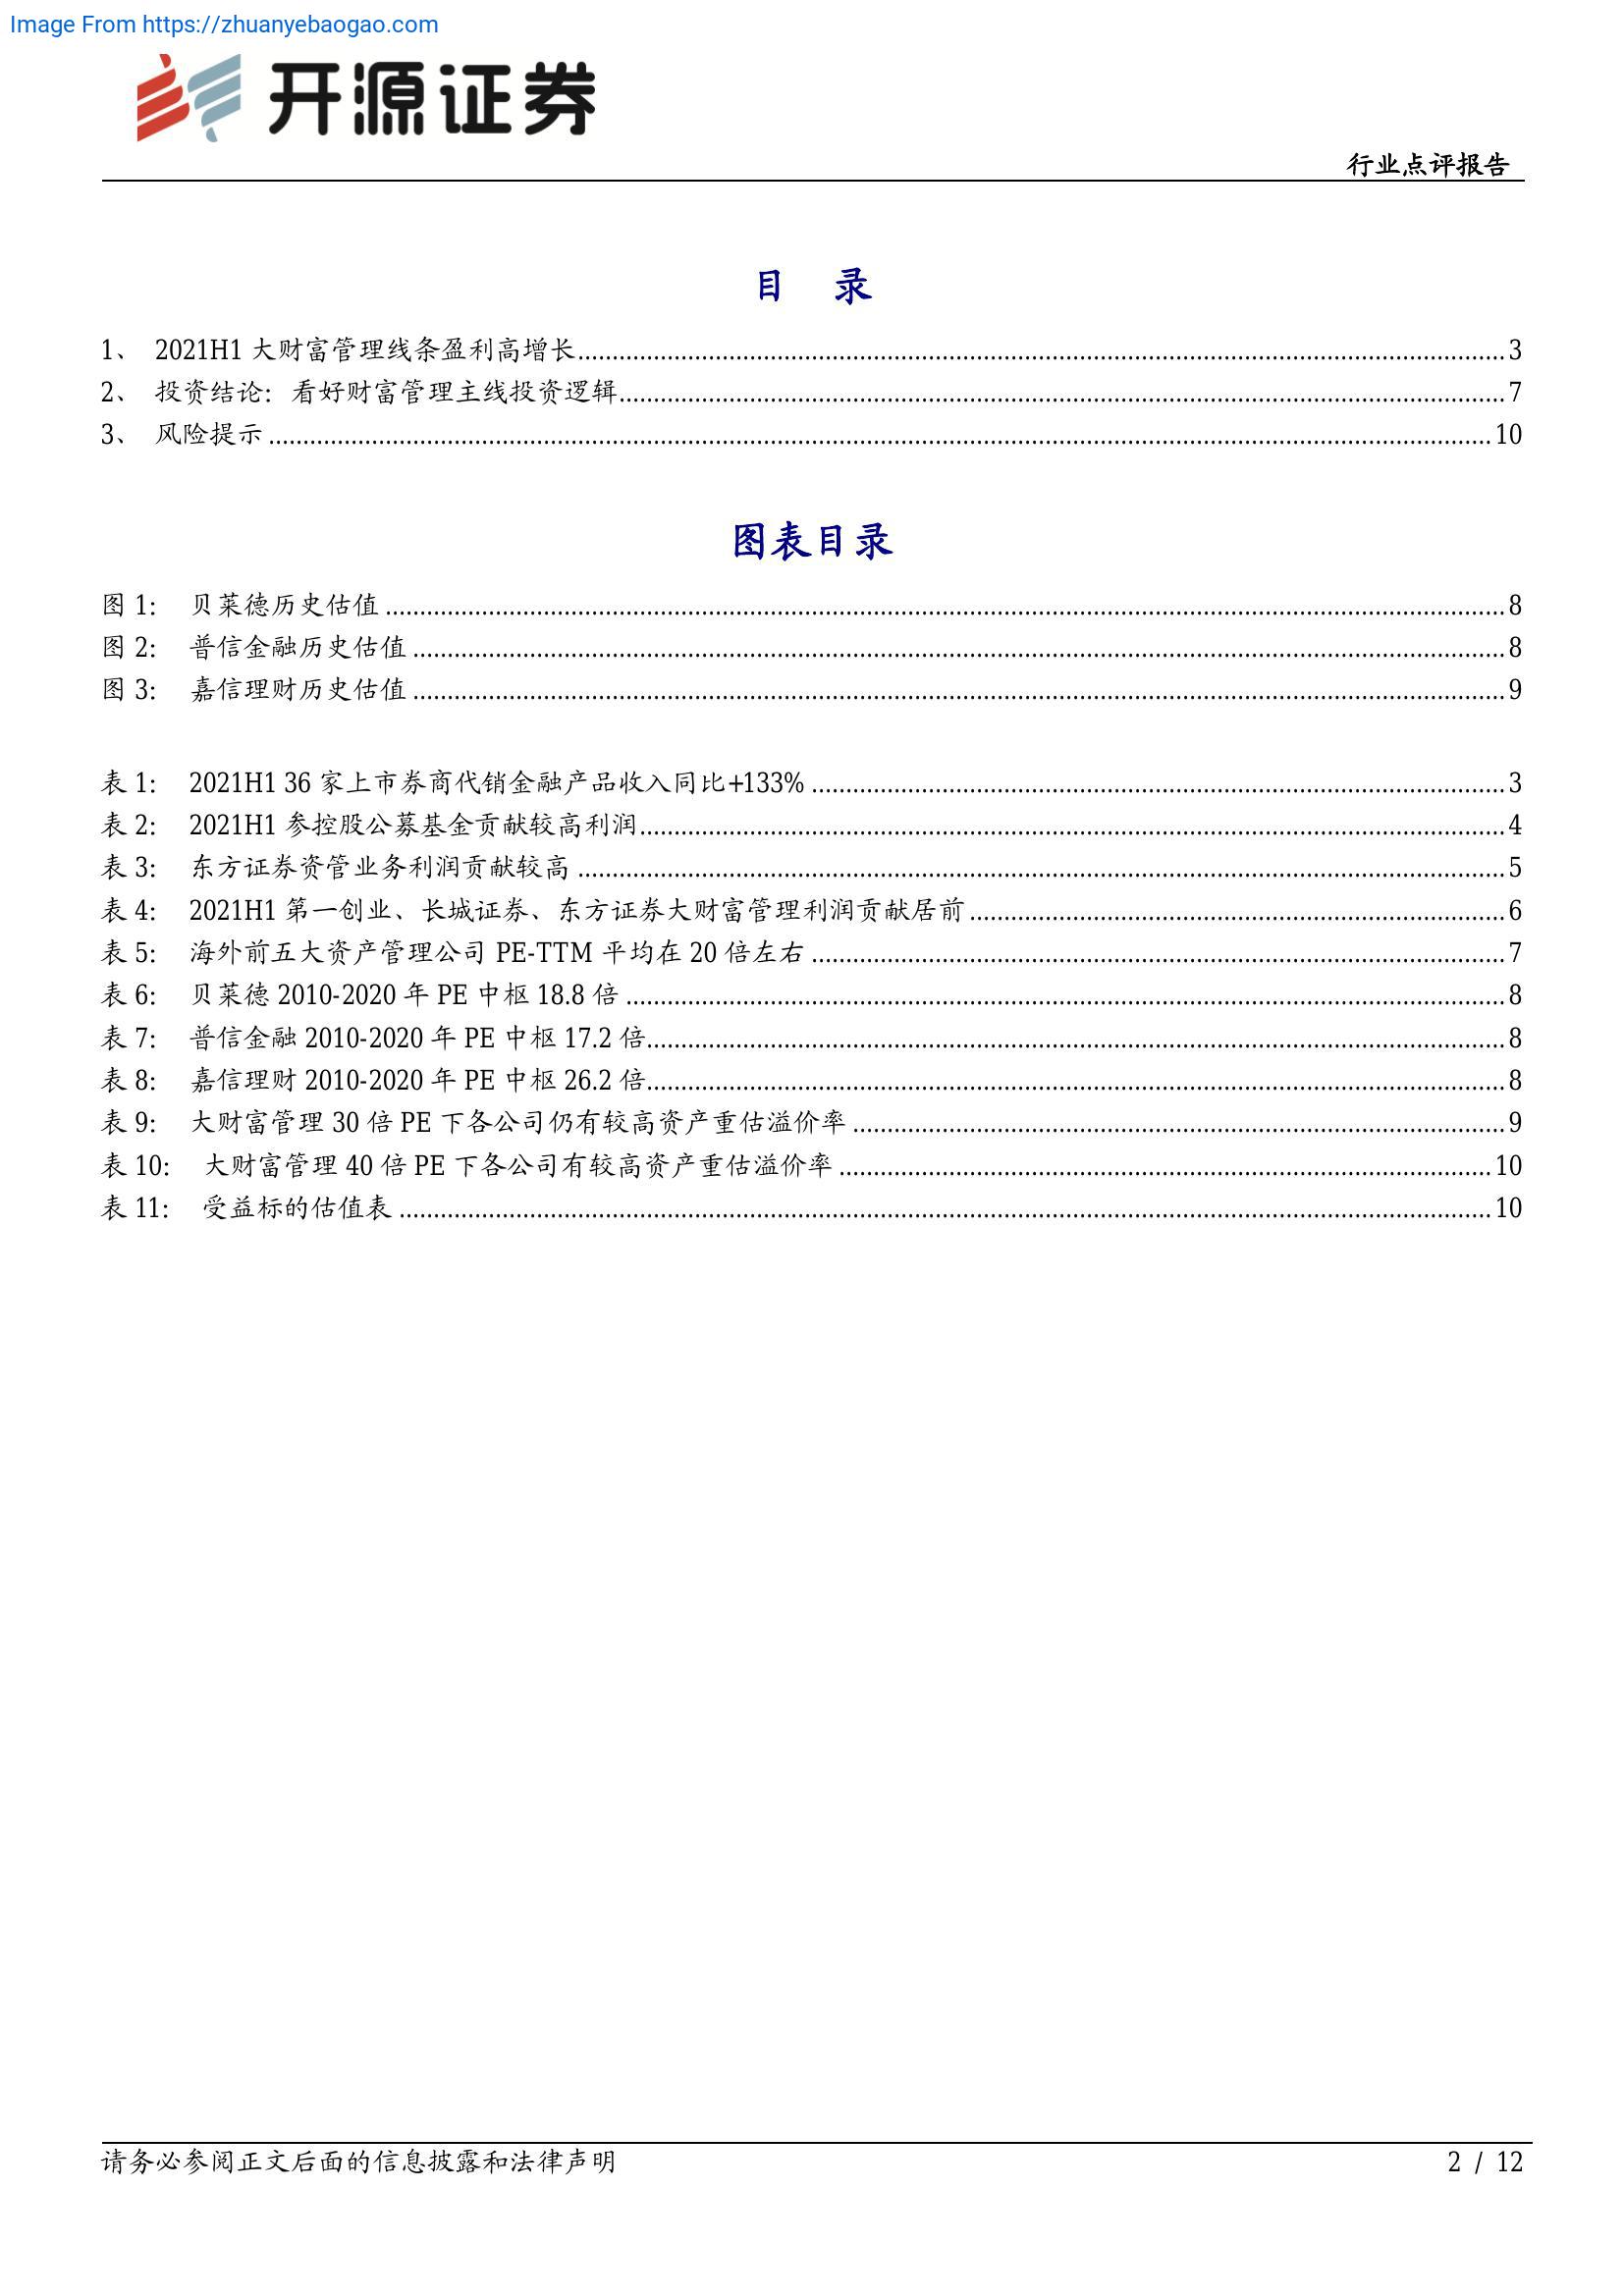 Image From https://zhuanyebaogao.com
开源证券
行业点评报告
目 录
1、 2021H1 大财富管理线条盈利高增长 3
2、 投资结论：看好财富管理主线投资逻辑 7
3、 风险提示 10
图表目录
图 1： 贝莱德历史估值 8
图 2： 普信金融历史估值 8
图 3： 嘉信理财历史估值 9
表 1： 2021H1 36 家上市券商代销金融产品收入同比+133% 3
表 2： 2021H1 参控股公募基金贡献较高利润 4
表 3： 东方证券资管业务利润贡献较高 5
表 4： 2021H1 第一创业、长城证券、东方证券大财富管理利润贡献居前 6
表 5： 海外前五大资产管理公司 PE-TTM 平均在 20 倍左右 7
表 6： 贝莱德 2010-2020 年 PE 中枢 18.8 倍 8
表 7： 普信金融 2010-2020 年 PE 中枢 17.2 倍 8
表 8： 嘉信理财 2010-2020 年 PE 中枢 26.2 倍 8
表 9： 大财富管理 30 倍 PE 下各公司仍有较高资产重估溢价率 9
表 10： 大财富管理 40 倍 PE 下各公司有较高资产重估溢价率 10
表 11： 受益标的估值表 10
请务必参阅正文后面的信息披露和法律声明 2 / 12